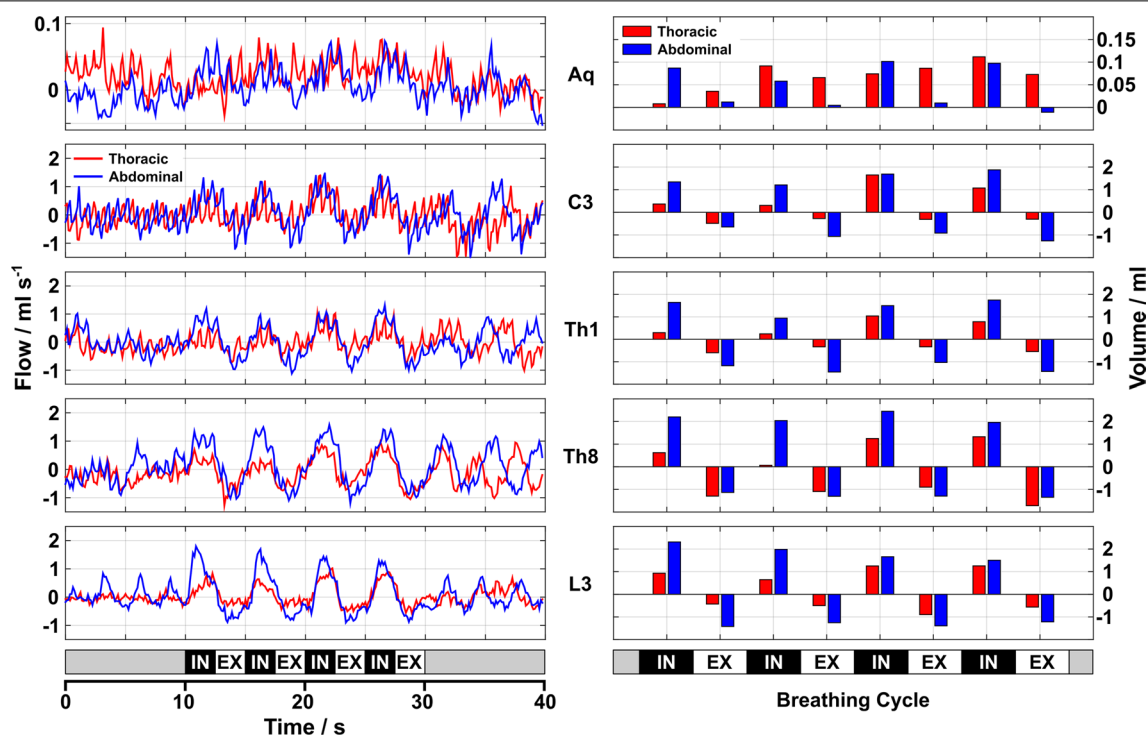 Thoracic
Abdominal
0.1
0
Aq
0.15
0.1
0.05
0
Thoracic
Abdominal
2
1
0
-1
C3
2
1
0
-1
2
1
0
-1
Th1
2
1
0
-1
2
1
0
-1
Th8
2
1
0
-1
2
1
0
-1
L3
2
1
0
-1
Flow / ml s⁻¹
Volume / ml
IN EX IN EX IN EX IN EX
IN EX IN EX IN EX IN EX
0 10 20 30 40
Time / s
Breathing Cycle